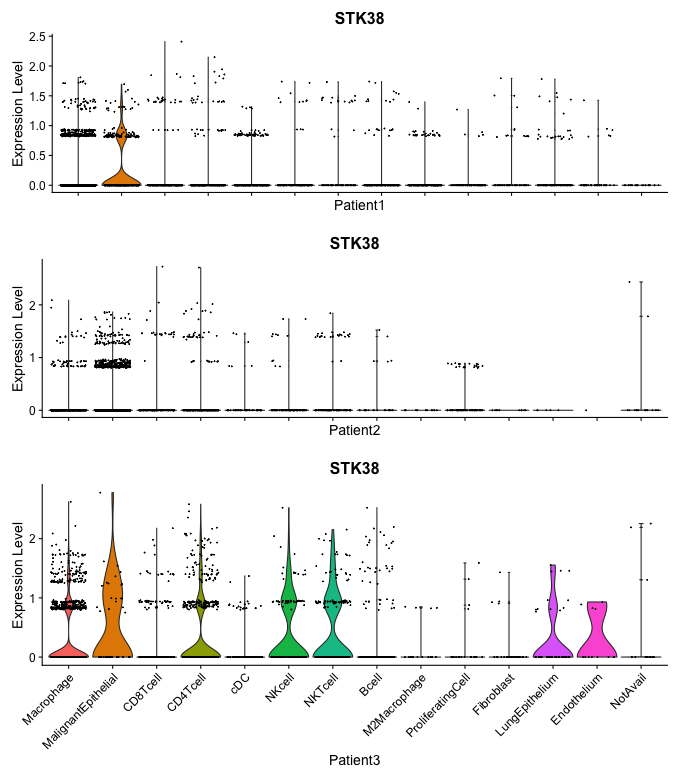 STK38
Expression Level
2.5
2.0
1.5
1.0
0.5
0.0
Patient1
STK38
Expression Level
2
1
0
Patient2
STK38
Expression Level
2
1
0
Macrophage
MalignantEpithelial
CD8Tcell
CD4Tcell
cDC
NKcell
NKTcell
Bcell
M2Macrophage
ProliferatingCell
Fibroblast
LungEpithelium
Endothelium
NotAvail
Patient3